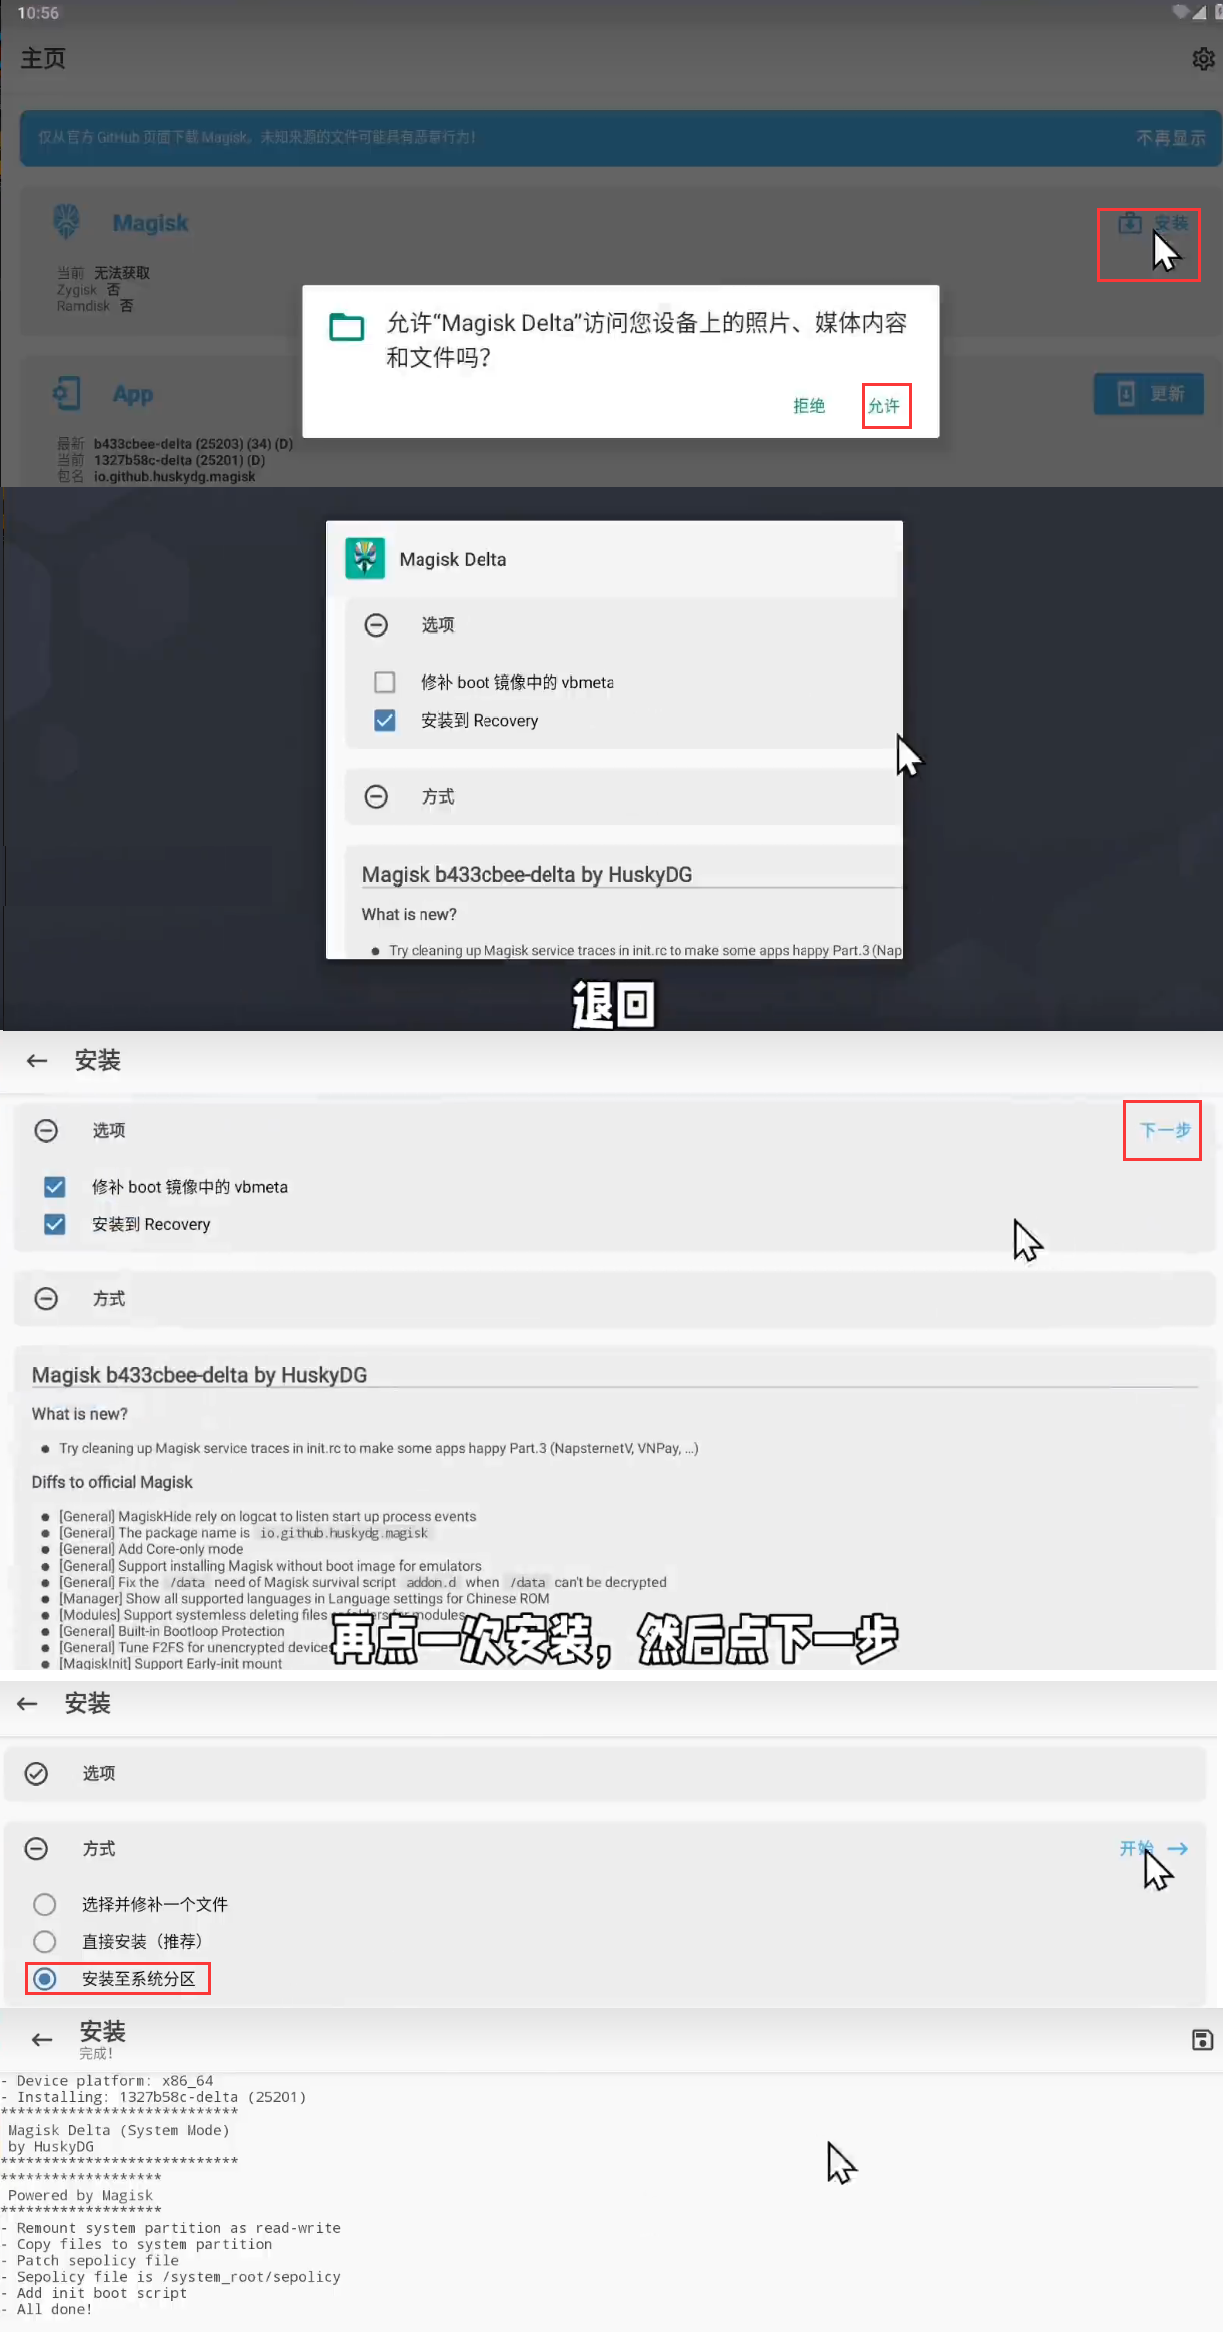 10:56
主页
仅从官方 GitHub 页面下载 Magisk。未知来源的文件可能具有恶意行为!
不再显示
Magisk
安装
当前 无法获取
Zygisk 否
Ramdisk 否
允许“Magisk Delta”访问您设备上的照片、媒体内容
和文件吗?
拒绝
允许
App
更新
最新 b433cbee-delta (25203) (34) (D)
当前 1327b58c-delta (25201) (D)
包名 io.github.huskydg.magisk
Magisk Delta
选项
修补 boot 镜像中的 vbmeta
安装到 Recovery
方式
Magisk b433cbee-delta by HuskyDG
What is new?
Try cleaning up Magisk service traces in init.rc to make some apps happy Part.3 (Nap
退回
安装
选项
下一步
修补 boot 镜像中的 vbmeta
安装到 Recovery
方式
Magisk b433cbee-delta by HuskyDG
What is new?
Try cleaning up Magisk service traces in init.rc to make some apps happy Part.3 (NapsternetV, VNPay, ...)
Diffs to official Magisk
[General] MagiskHide rely on logcat to listen start up process events
[General] The package name is io.github.huskydg.magisk
[General] Add Core-only mode
[General] Support installing Magisk without boot image for emulators
[General] Fix the /data need of Magisk survival script addon.d when /data can't be decrypted
[Manager] Show all supported languages in Language settings for Chinese ROM
[Modules] Support systemless deleting files or folders for modules
[General] Built-in Bootloop Protection
[General] Tune F2FS for unencrypted devices
[MagiskInit] Support Early-init mount
再点一次安装，然后点下一步
安装
选项
方式
开始
选择并修补一个文件
直接安装（推荐）
安装至系统分区
安装
完成!
- Device platform: x86_64
- Installing: 1327b58c-delta (25201)
****************************
Magisk Delta (System Mode)
by HuskyDG
****************************
*******************
Powered by Magisk
*******************
- Remount system partition as read-write
- Copy files to system partition
- Patch sepolicy file
- Sepolicy file is /system_root/sepolicy
- Add init boot script
- All done!